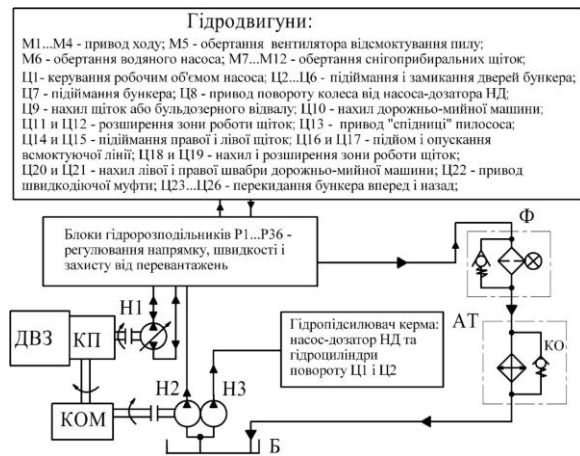 Гідродвигуни:
М1...М4 - привод ходу; М5 - обертання вентилятора відсмоктування пилу;
М6 - обертання водяного насоса; М7...М12 - обертання снігоприбиральних щіток;
Ц1- керування робочим об'ємом насоса; Ц2...Ц6 - підіймання і замикання дверей бункера;
Ц7 - підіймання бункера; Ц8 - привод повороту колеса від насоса-дозатора НД;
Ц9 - нахил щіток або бульдозерного відвалу; Ц10 - нахил дорожньо-мийної машини;
Ц11 и Ц12 - розширення зони роботи щіток; Ц13 - привод "спідниці" пилососа;
Ц14 и Ц15 - підіймання правої і лівої щіток; Ц16 и Ц17 - підйом і опускання
всмоктуючої лінії; Ц18 и Ц19 - нахил і розширення зони роботи щіток;
Ц20 и Ц21 - нахил лівої і правої швабри дорожньо-мийної машини; Ц22 - привод
швидкодіючої муфти; Ц23...Ц26 - перекидання бункера вперед і назад;
Блоки гідророзподільників Р1...Р36 -
регулювання напрямку, швидкості і
захисту від перевантажень
Ф
Н1
ДВЗ
КП
Гідропідсилювач керма:
насос-дозатор НД та
гідроциліндри
повороту Ц1 і Ц2
АТ
КО
КОМ
Н2
Н3
Б